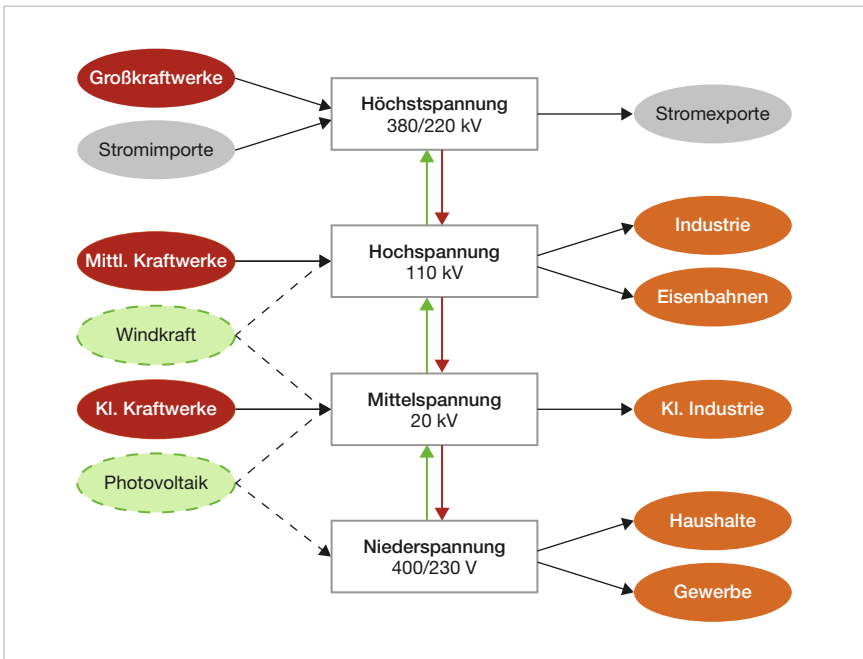 Großkraftwerke
Stromimporte
Höchstspannung
380/220 kV
Stromexporte
Mittl. Kraftwerke
Windkraft
Hochspannung
110 kV
Industrie
Eisenbahnen
Kl. Kraftwerke
Photovoltaik
Mittelspannung
20 kV
Kl. Industrie
Niederspannung
400/230 V
Haushalte
Gewerbe